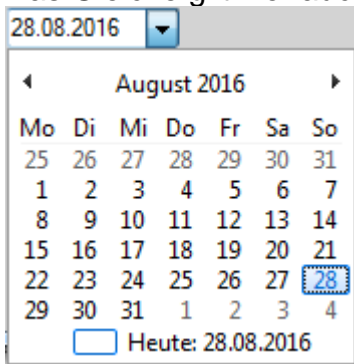 28.08.2016
August 2016
Mo Di Mi Do Fr Sa So
25 26 27 28 29 30 31
1 2 3 4 5 6 7
8 9 10 11 12 13 14
15 16 17 18 19 20 21
22 23 24 25 26 27 28
29 30 31 1 2 3 4
Heute: 28.08.2016